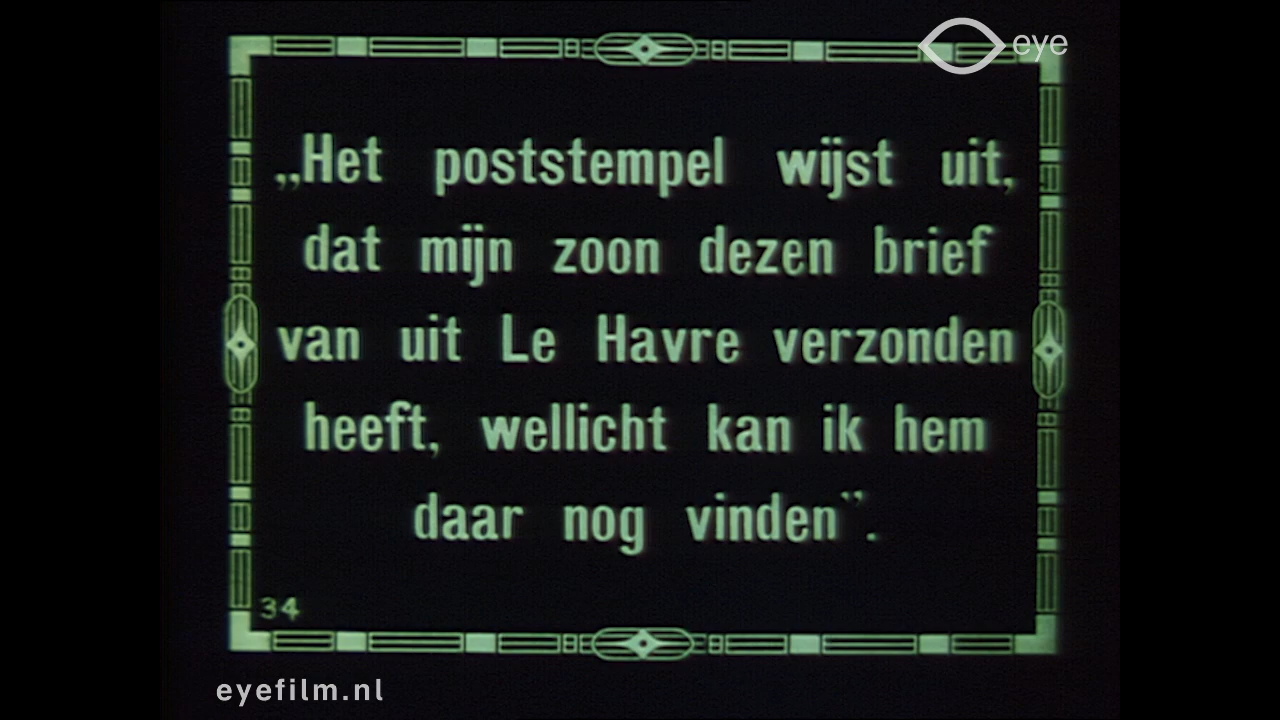 eye
„Het poststempel wijst uit,
dat mijn zoon dezen brief
van uit Le Havre verzonden
heeft, wellicht kan ik hem
daar nog vinden”.
34
eyefilm.nl